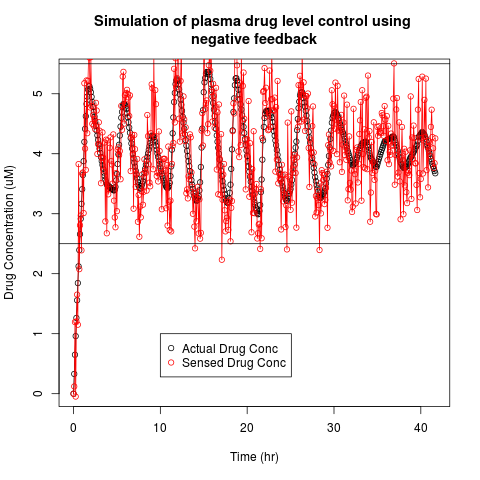 Simulation of plasma drug level control using
negative feedback
Drug Concentration (uM)
5
4
3
2
1
0
Actual Drug Conc
Sensed Drug Conc
0 10 20 30 40
Time (hr)